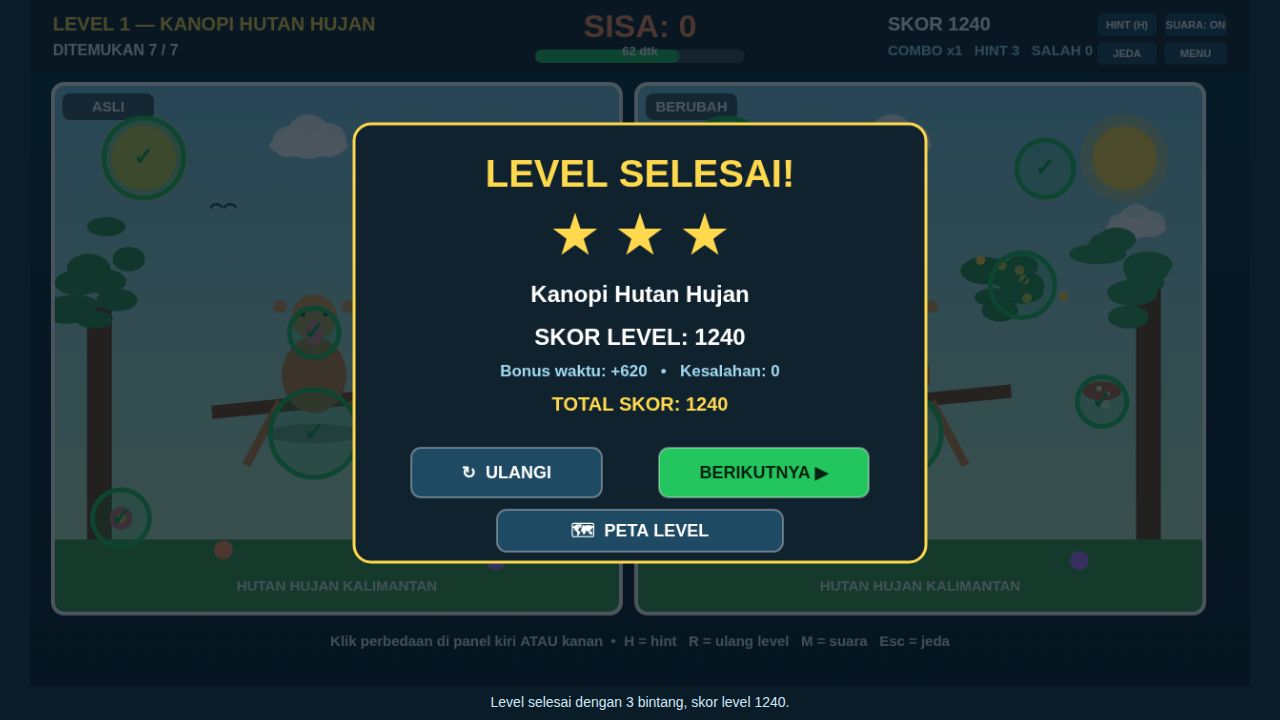 LEVEL 1 — KANOPI HUTAN HUJAN
SISA: 0
SKOR 1240
HINT (H)
SUARA: ON
DITEMUKAN 7 / 7
62 dtk
COMBO x1 HINT 3 SALAH 0
JEDA
MENU
ASLI
BERUBAH
LEVEL SELESAI!
Kanopi Hutan Hujan
SKOR LEVEL: 1240
Bonus waktu: +620 • Kesalahan: 0
TOTAL SKOR: 1240
↻ ULANGI
BERIKUTNYA ▶
🗺 PETA LEVEL
HUTAN HUJAN KALIMANTAN
HUTAN HUJAN KALIMANTAN
Klik perbedaan di panel kiri ATAU kanan • H = hint R = ulang level M = suara Esc = jeda
Level selesai dengan 3 bintang, skor level 1240.